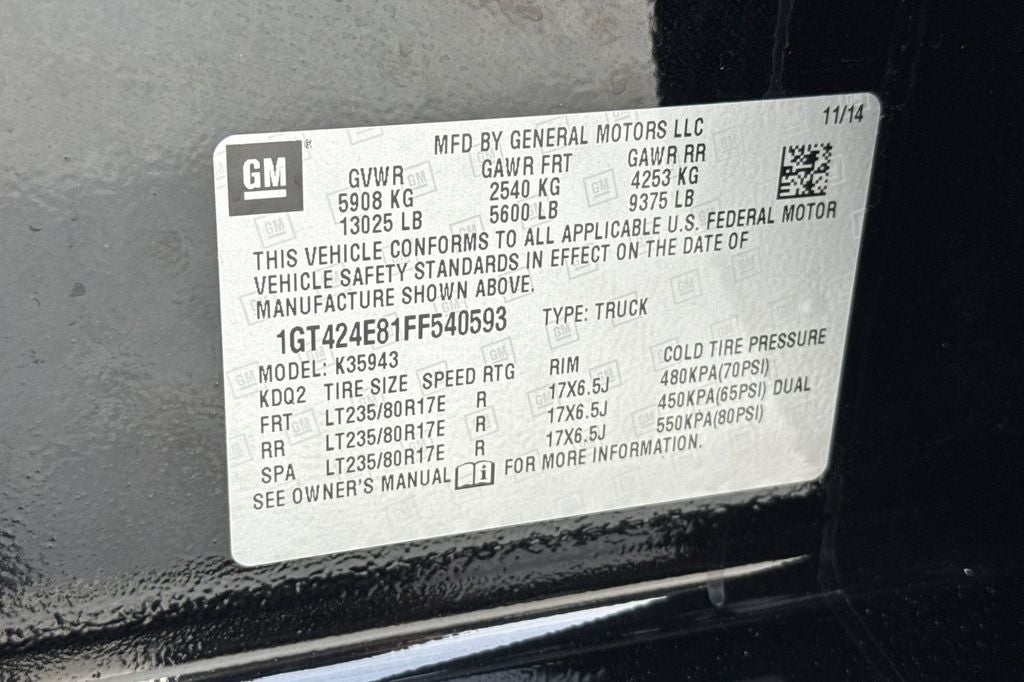 GM
MFD BY GENERAL MOTORS LLC 11/14
GVWR GAWR FRT GAWR RR
5908 KG 2540 KG 4253 KG
13025 LB 5600 LB 9375 LB
THIS VEHICLE CONFORMS TO ALL APPLICABLE U.S. FEDERAL MOTOR
VEHICLE SAFETY STANDARDS IN EFFECT ON THE DATE OF
MANUFACTURE SHOWN ABOVE.
1GT424E81FF540593 TYPE: TRUCK
MODEL: K35943
KDQ2 TIRE SIZE SPEED RTG RIM COLD TIRE PRESSURE
FRT LT235/80R17E R 17X6.5J 480KPA(70PSI)
RR LT235/80R17E R 17X6.5J 450KPA(65PSI) DUAL
SPA LT235/80R17E R 17X6.5J 550KPA(80PSI)
SEE OWNER'S MANUAL FOR MORE INFORMATION.